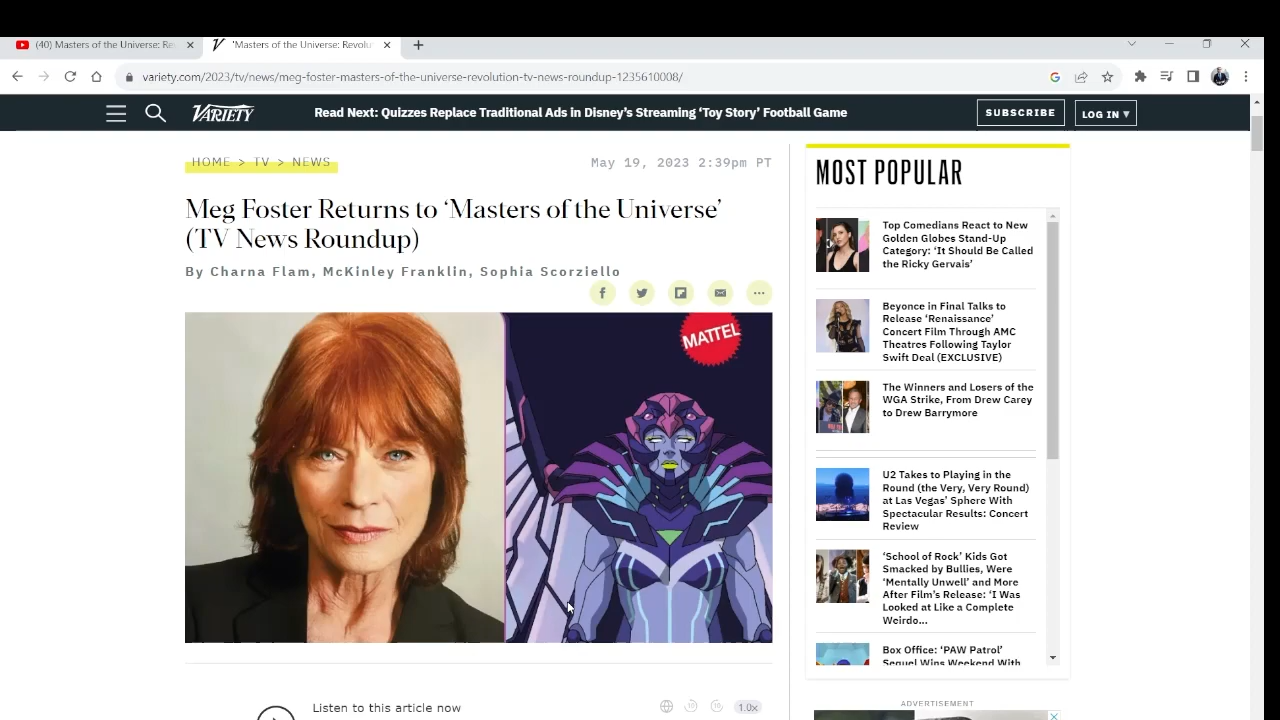 (40) Masters of the Universe: Re
'Masters of the Universe: Revolu
variety.com/2023/tv/news/meg-foster-masters-of-the-universe-revolution-tv-news-roundup-1235610008/
VARIETY
Read Next: Quizzes Replace Traditional Ads in Disney's Streaming 'Toy Story' Football Game
SUBSCRIBE
LOG IN ▾
HOME > TV > NEWS
May 19, 2023 2:39pm PT
Meg Foster Returns to ‘Masters of the Universe’
(TV News Roundup)
By Charna Flam, McKinley Franklin, Sophia Scorziello
MATTEL
Listen to this article now
10
15
1.0x
MOST POPULAR
Top Comedians React to New
Golden Globes Stand-Up
Category: ‘It Should Be Called
the Ricky Gervais’
Beyonce in Final Talks to
Release ‘Renaissance’
Concert Film Through AMC
Theatres Following Taylor
Swift Deal (EXCLUSIVE)
The Winners and Losers of the
WGA Strike, From Drew Carey
to Drew Barrymore
U2 Takes to Playing in the
Round (the Very, Very Round)
at Las Vegas’ Sphere With
Spectacular Results: Concert
Review
‘School of Rock’ Kids Got
Smacked by Bullies, Were
‘Mentally Unwell’ and More
After Film’s Release: ‘I Was
Looked at Like a Complete
Weirdo...
Box Office: ‘PAW Patrol’
Sequel Wins Weekend With
ADVERTISEMENT